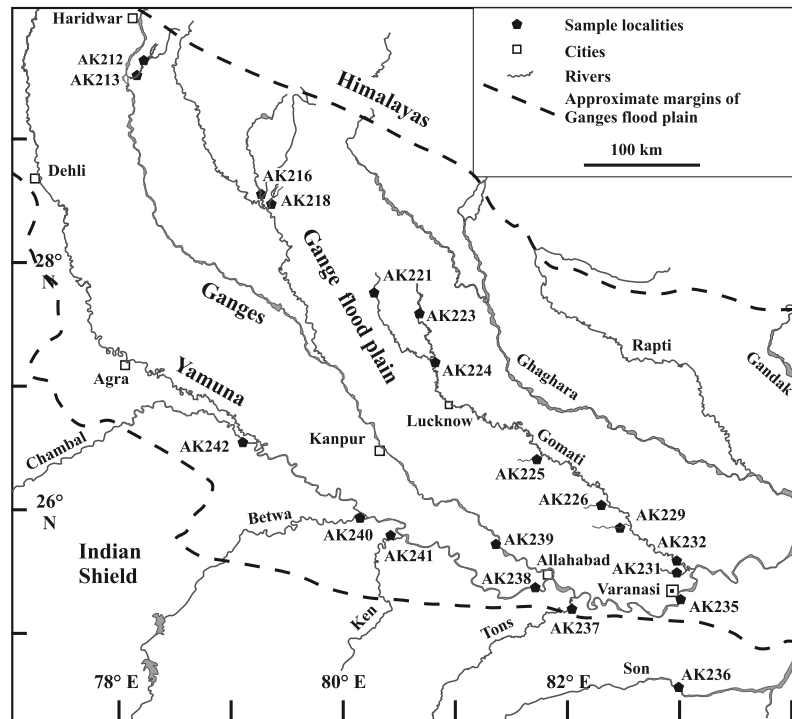 Haridwar
AK212
AK213
Himalayas
Sample localities
Cities
Rivers
Approximate margins of
Ganges flood plain
100 km
Dehli
AK216
AK218
28°
N
Ganges
Gange flood plain
AK221
AK223
AK224
Ghaghara
Rapti
Gandak
Agra
Yamuna
Lucknow
Gomati
Chambal
AK242
Kanpur
AK225
26°
N
AK226
AK229
Betwa
AK240
AK241
AK239
AK232
Indian
Shield
Allahabad
AK231
AK238
Varanasi
AK235
Ken
Tons
AK237
78° E
80° E
82° E
Son
AK236